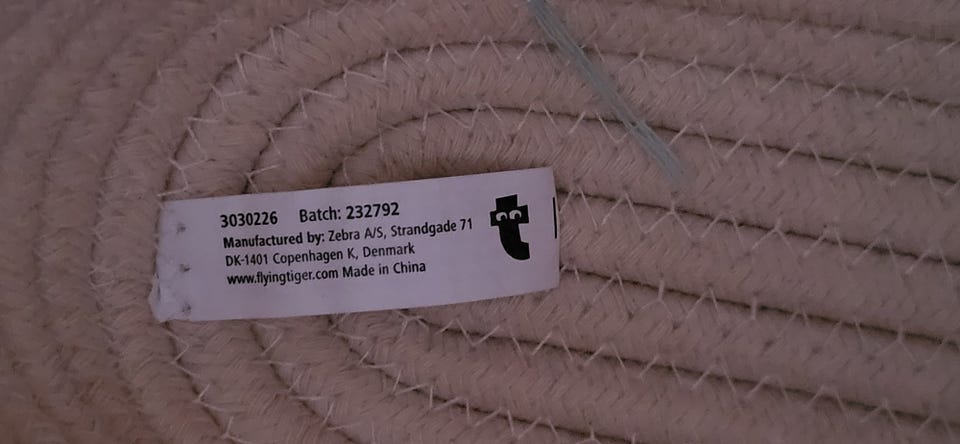 3030226 Batch: 232792
Manufactured by: Zebra A/S, Strandgade 71
DK-1401 Copenhagen K, Denmark
www.flyingtiger.com Made in China